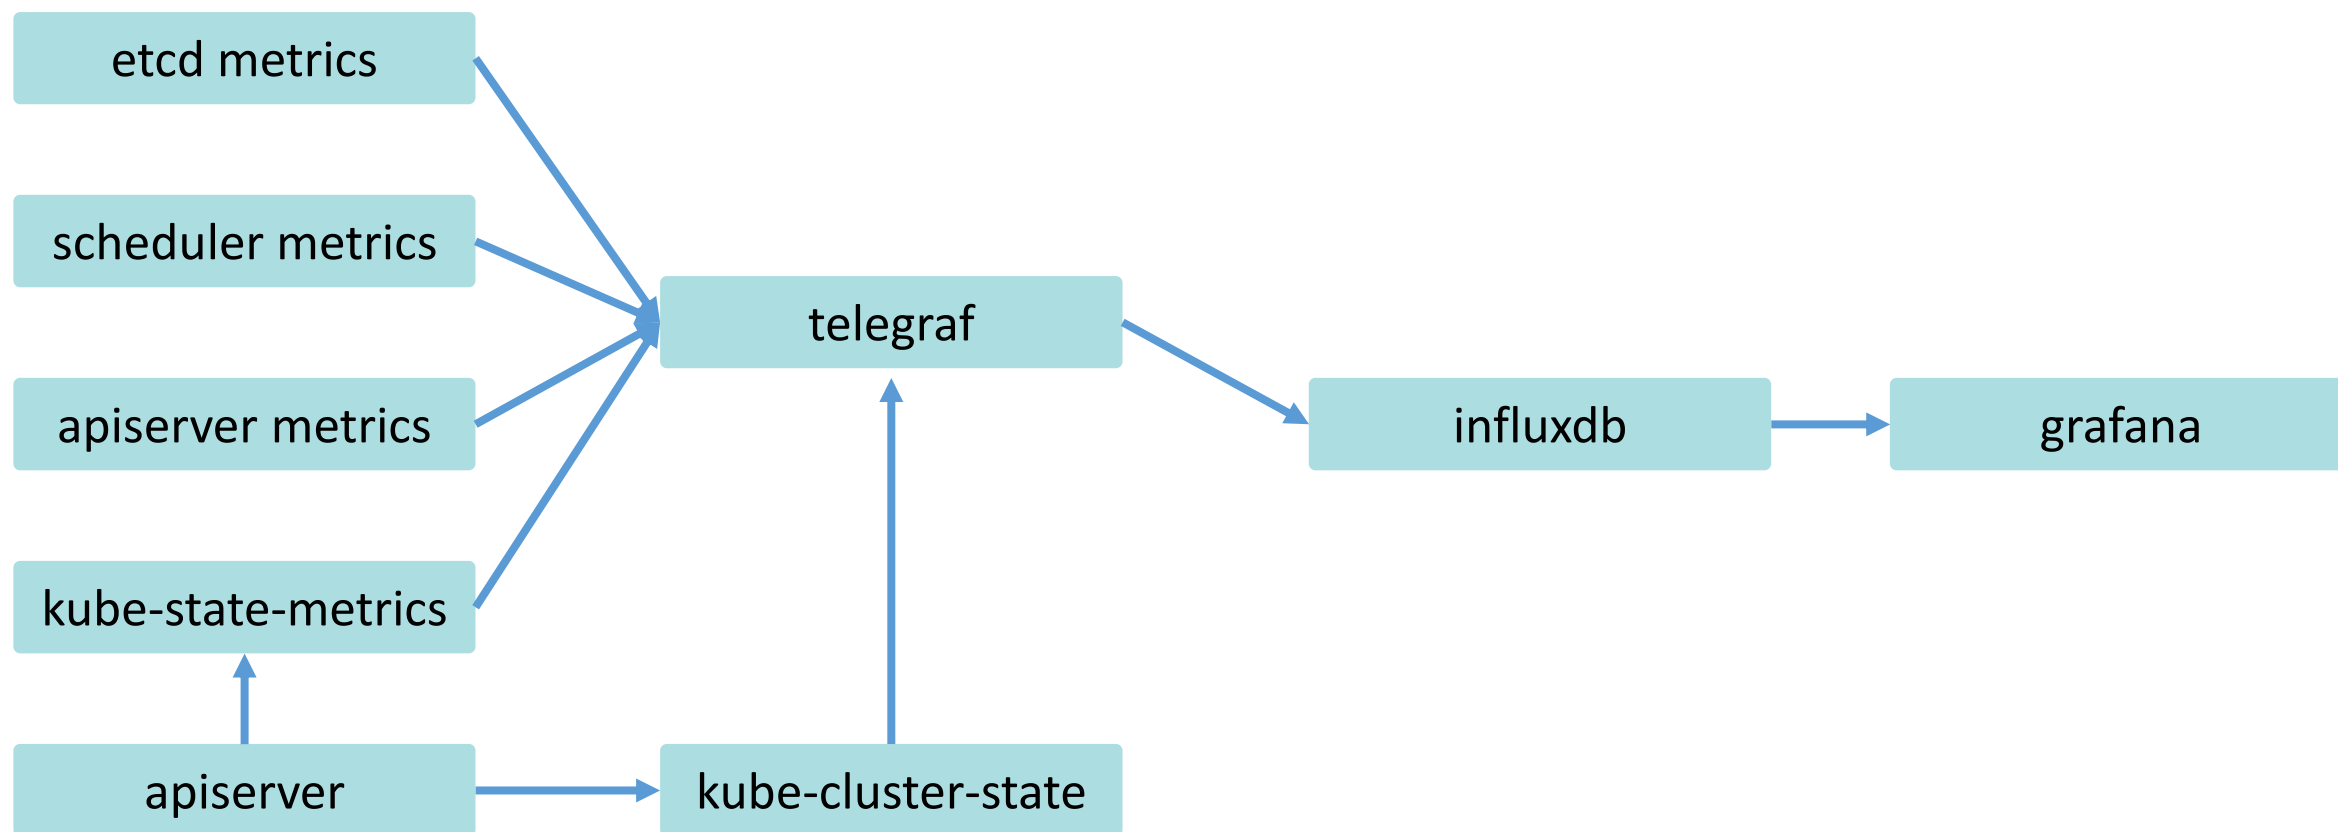 etcd metrics
scheduler metrics
telegraf
apiserver metrics
influxdb
grafana
kube-state-metrics
apiserver
kube-cluster-state